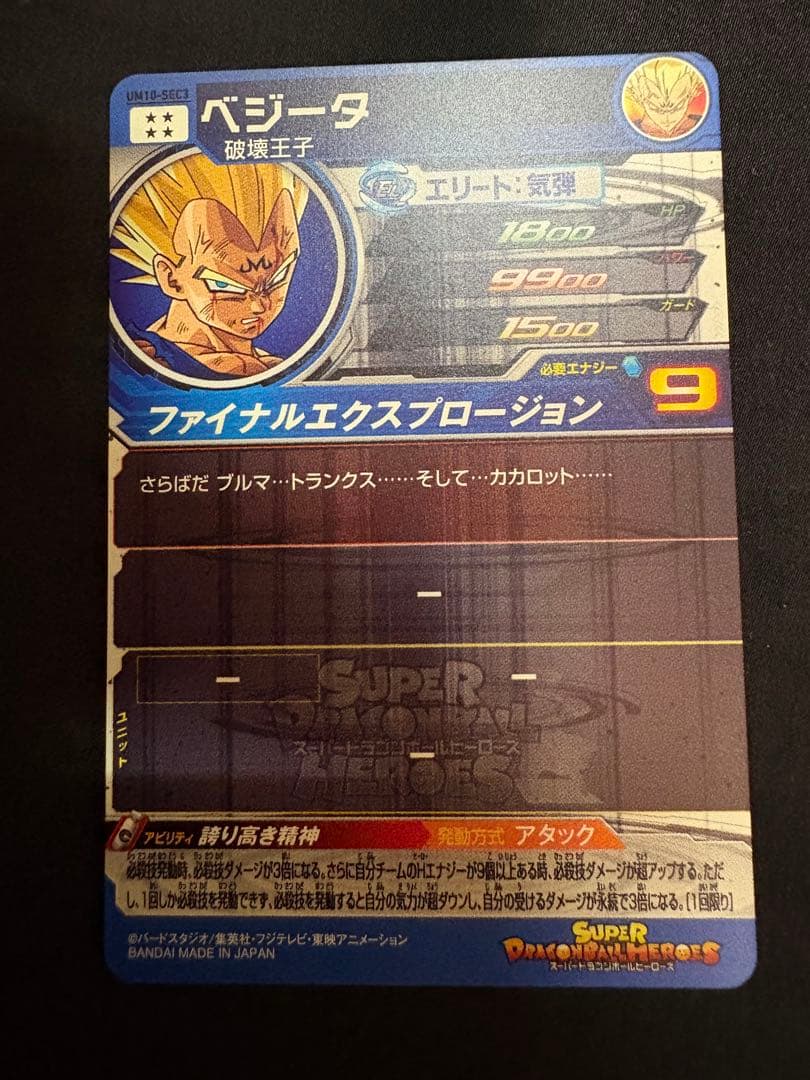 UM10-SEC3
★★
★★
ベジータ
破壊王子
EL
エリート:気弾
HP
1800
パワー
9900
ガード
1500
必要エナジー
9
ファイナルエクスプロージョン
さらばだ ブルマ…トランクス……そして…カカロット……
ー
ー
ー
ー
ユニット
SUPER
DRAGONBALL
スーパードラゴンボールヒーローズ
HEROES
アビリティ 誇り高き精神
発動方式 アタック
必殺技発動時、必殺技ダメージが3倍になる。さらに自分チームのHエナジーが9個以上ある時、必殺技ダメージが超アップする。ただ
し、1回しか必殺技を発動できず、必殺技を発動すると自分の気力が超ダウンし、自分の受けるダメージが永続で3倍になる。[1回限り]
©バードスタジオ/集英社・フジテレビ・東映アニメーション
BANDAI MADE IN JAPAN
SUPER
DRAGONBALL HEROES
スーパードラゴンボールヒーローズ